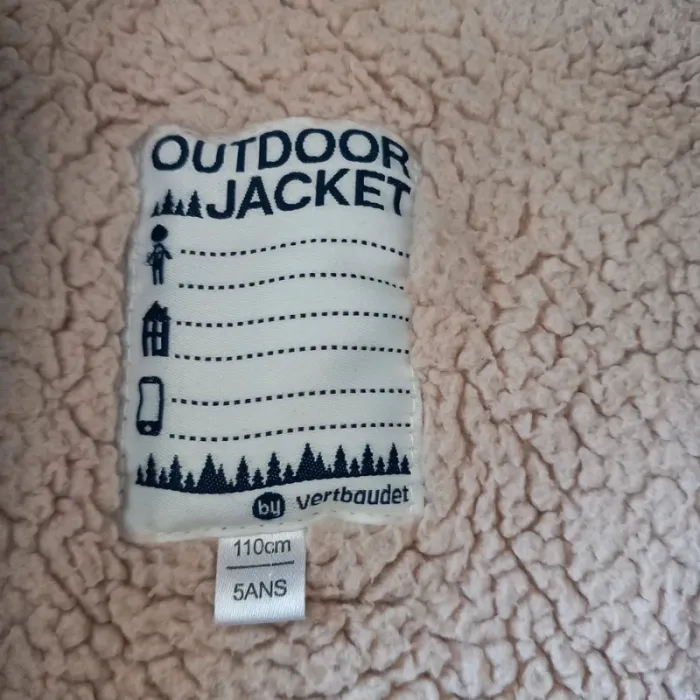 OUTDOOR
JACKET
by vertbaudet
110cm
5ANS